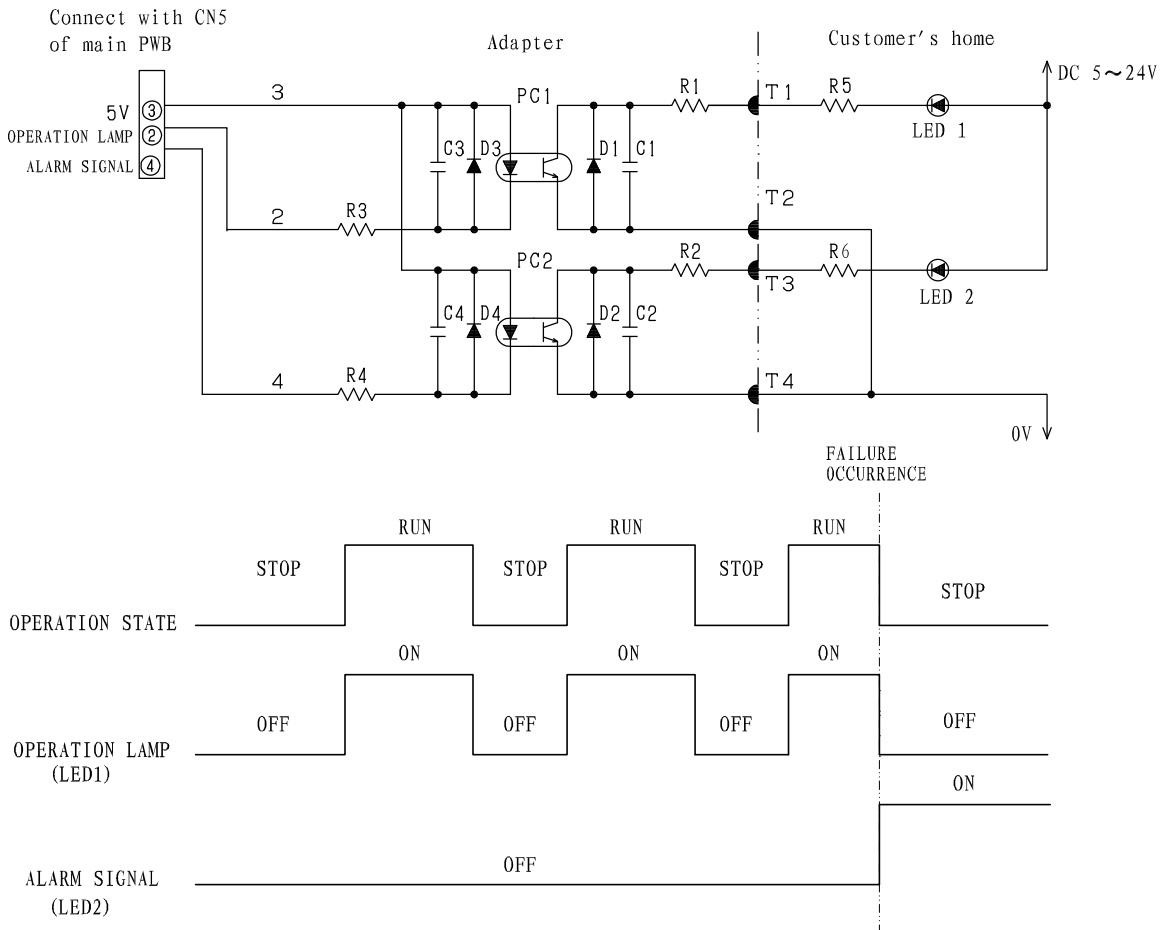 Connect with CN5
of main PWB
Adapter
Customer's home
DC 5～24V
3
PC1
R1
T1
R5
LED 1
5V ③
OPERATION LAMP ②
ALARM SIGNAL ④
C3
D3
D1
C1
2
R3
T2
PC2
R2
T3
R6
LED 2
C4
D4
D2
C2
4
R4
T4
0V
FAILURE
OCCURRENCE
RUN
RUN
RUN
STOP
STOP
STOP
STOP
OPERATION STATE
ON
ON
ON
OFF
OFF
OFF
OFF
OPERATION LAMP
(LED1)
ON
OFF
ALARM SIGNAL
(LED2)